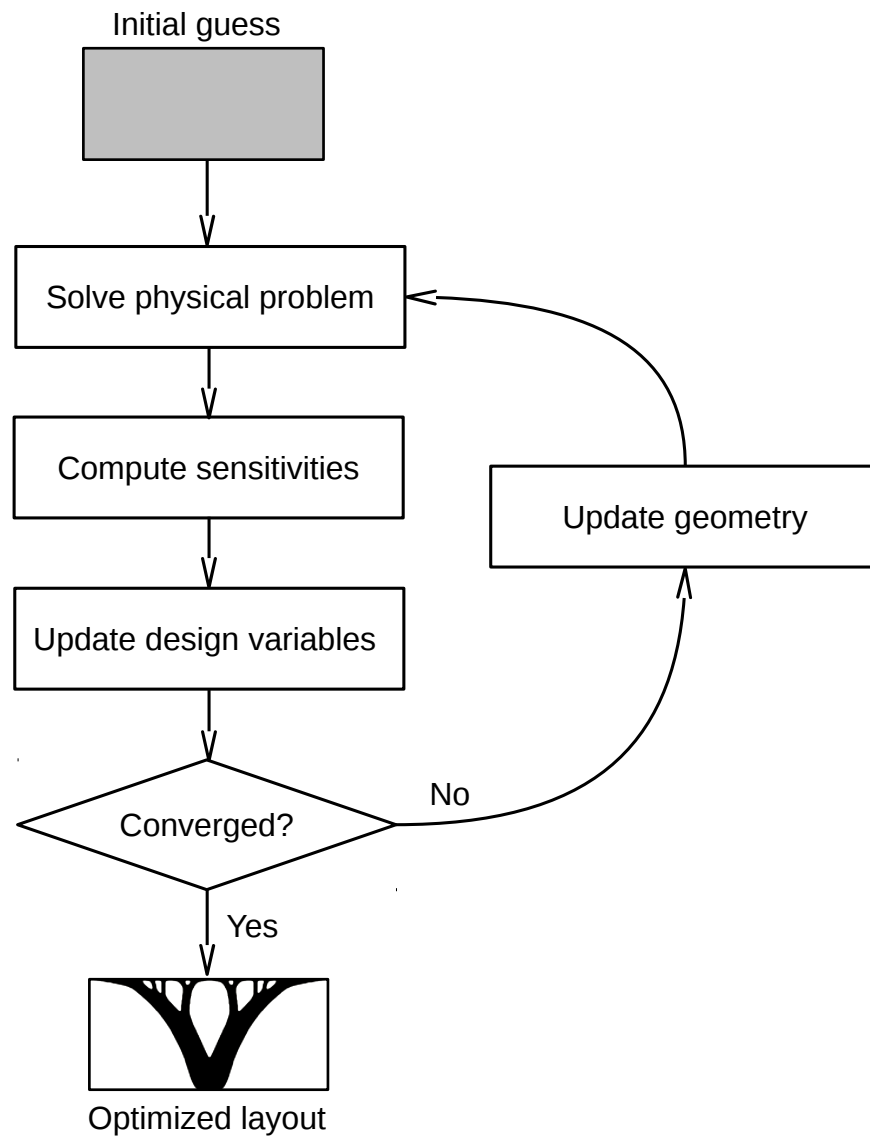 Initial guess
Solve physical problem
Compute sensitivities
Update geometry
Update design variables
No
Converged?
Yes
Optimized layout